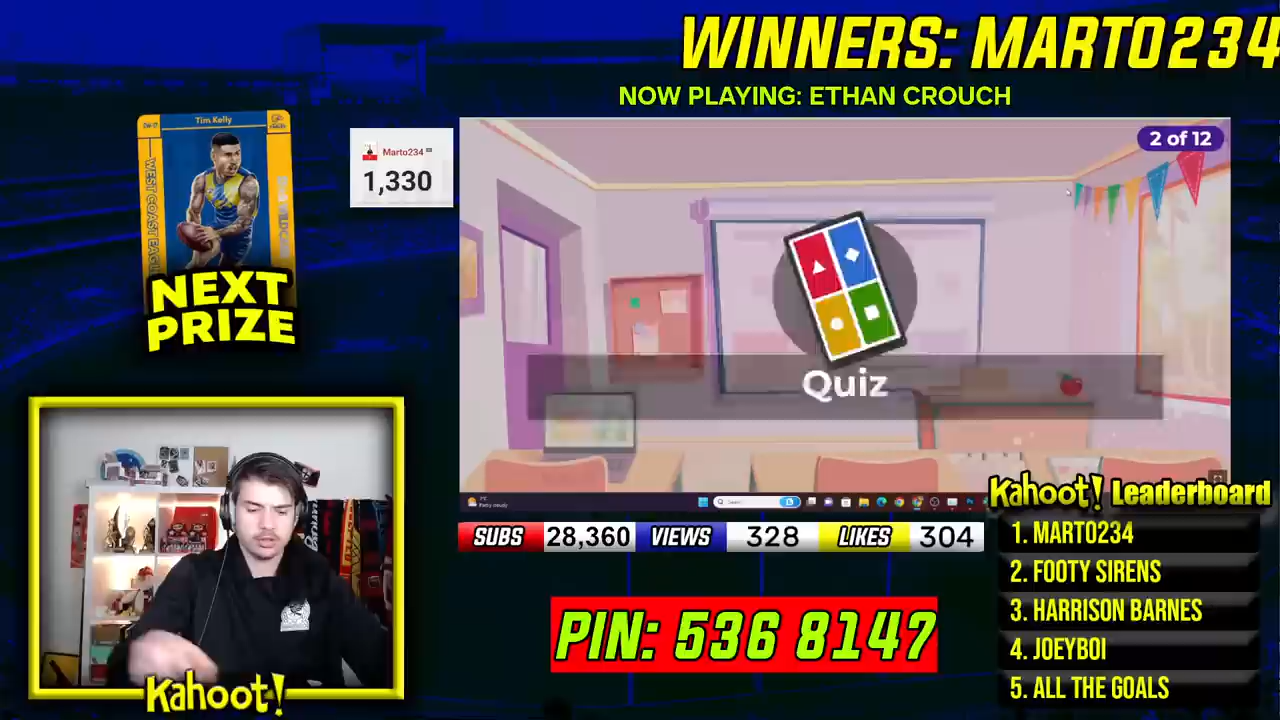 WINNERS: MARTO234
NOW PLAYING: ETHAN CROUCH
2 of 12
Tim Kelly
WEST COAST EAGL
Marto234
1,330
NEXT
PRIZE
Quiz
Search
Kahoot! Leaderboard
1. MARTO234
2. FOOTY SIRENS
3. HARRISON BARNES
4. JOEYBOI
5. ALL THE GOALS
SUBS 28,360 VIEWS 328 LIKES 304
PIN: 536 8147
Kahoot!